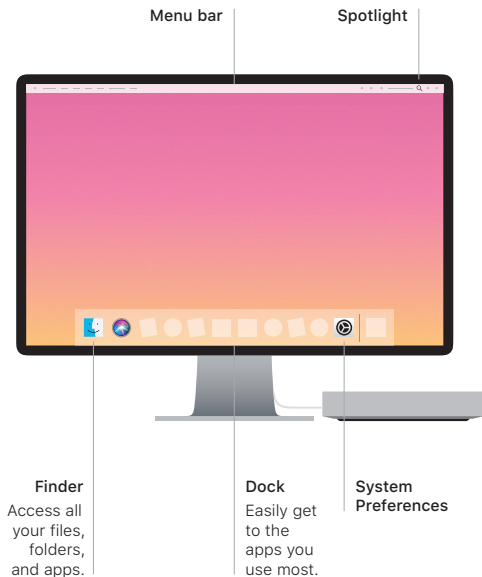 Menu bar
Spotlight
Finder
Access all
your files,
folders,
and apps.
Dock
Easily get
to the
apps you
use most.
System
Preferences